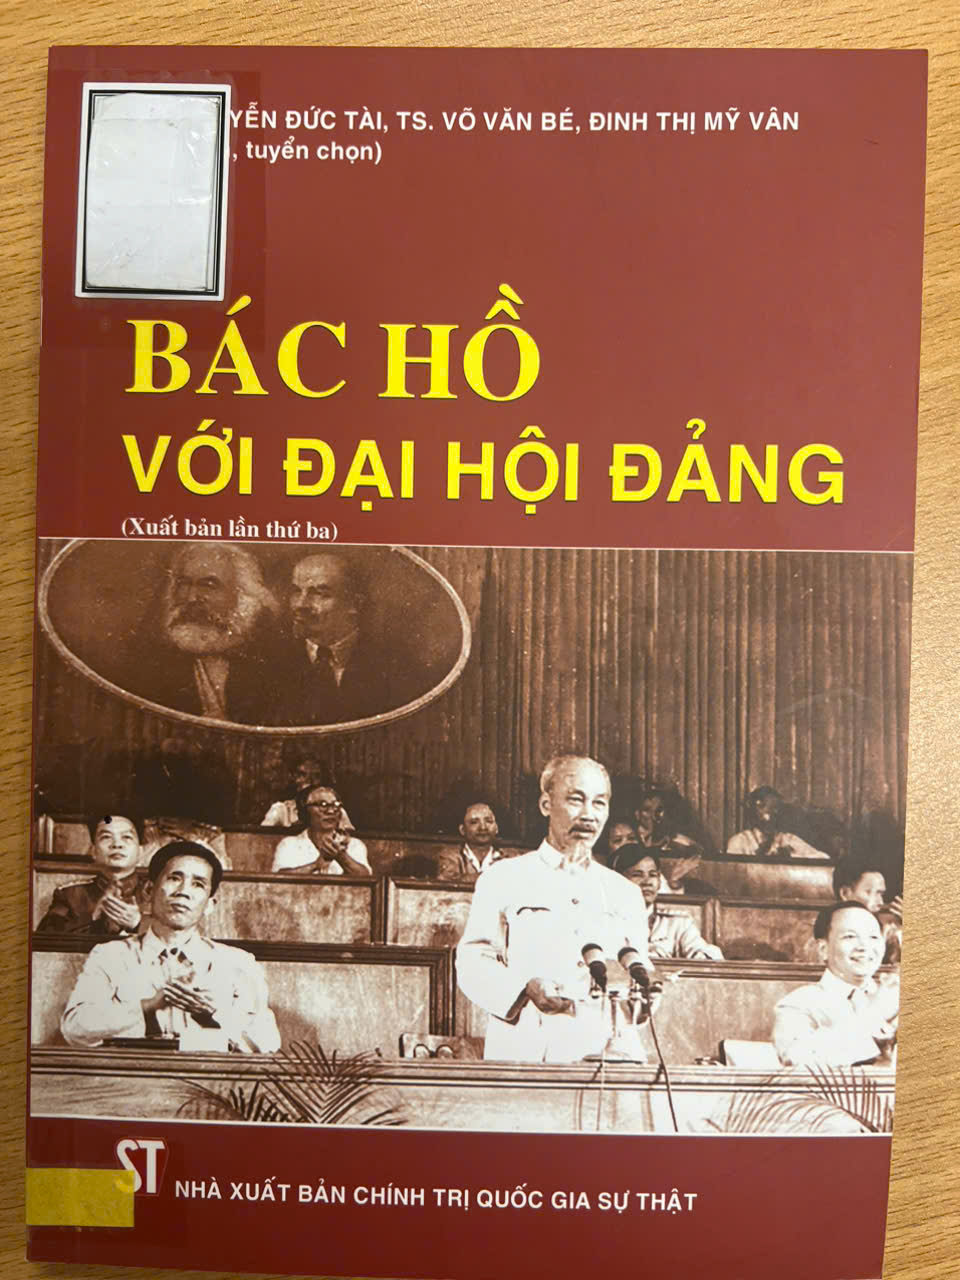 ĐỨC TÀI, TS. VÕ VĂN BÉ, ĐINH THỊ MỸ VÂN
tuyển chọn)
BÁC HỒ
VỚI ĐẠI HỘI ĐẢNG
(Xuất bản lần thứ ba)
ST
NHÀ XUẤT BẢN CHÍNH TRỊ QUỐC GIA SỰ THẬT